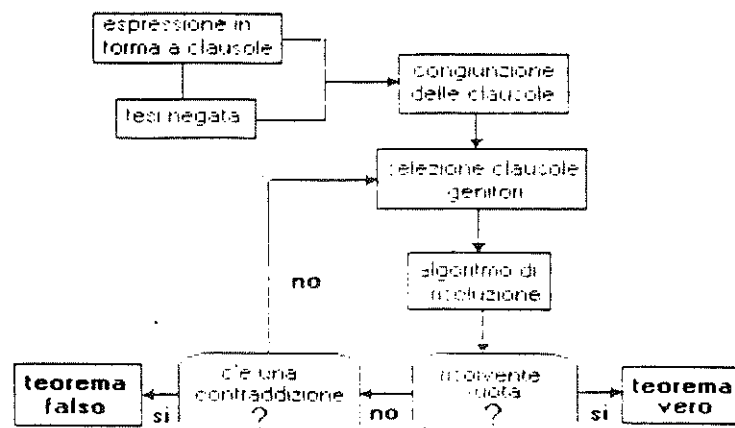 espressione in
forma a clausole
tesi negata
congiunzione
delle clausole
selezione clausole
genitori
algoritmo di
risoluzione
no
c'e una
contraddizione
?
risolvente
vuota
?
teorema
falso
si
no
si
teorema
vero